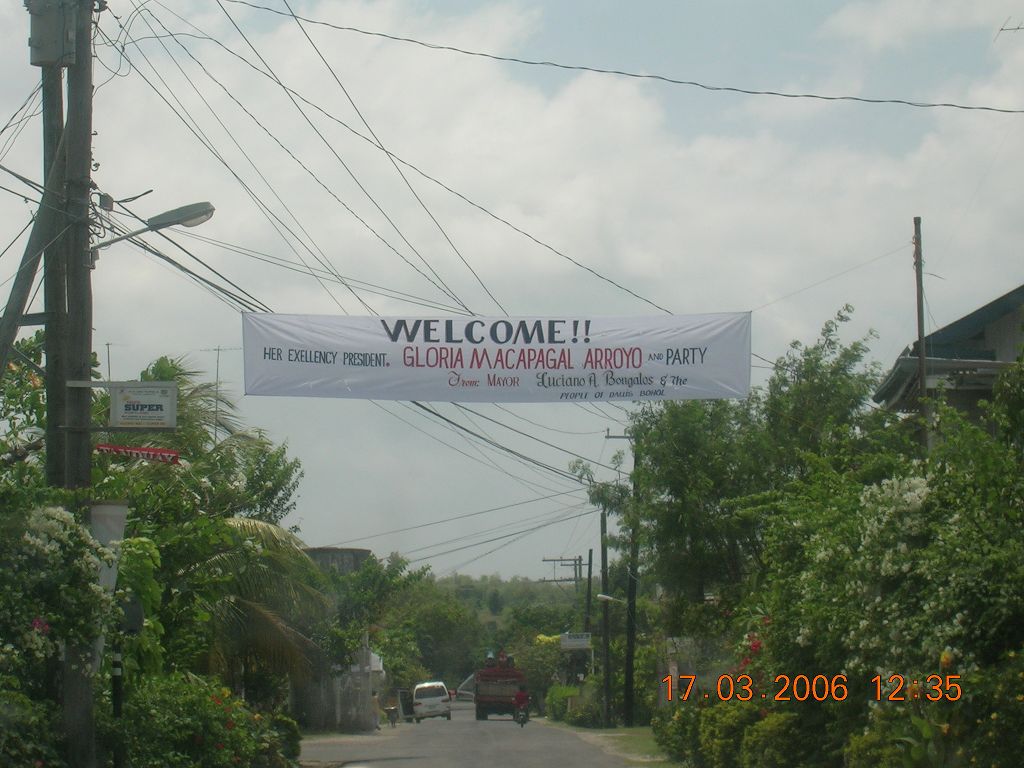 WELCOME!!
HER EXELLENCY PRESIDENT. GLORIA MACAPAGAL ARROYO AND PARTY
From: MAYOR Luciano A. Bongalos & The
PEOPLE OF DAUIS BOHOL
SUPER
TANDUAY
17.03.2006 12:35